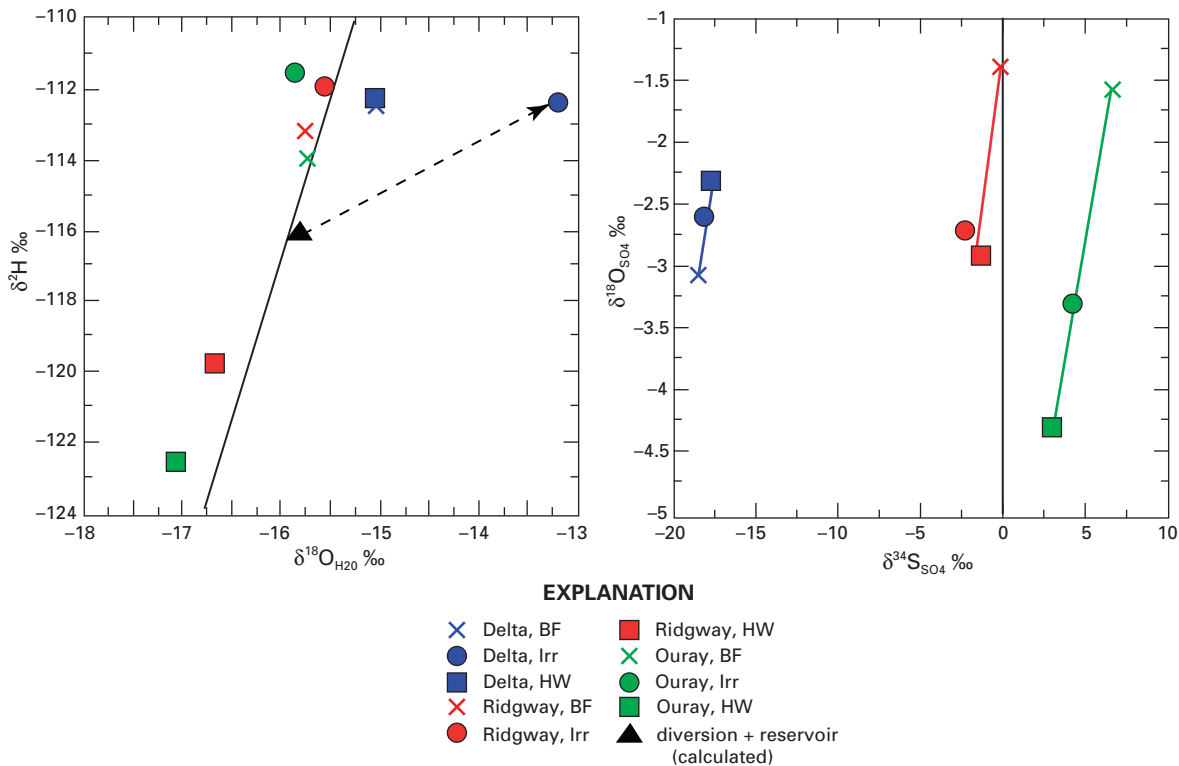 −110
−112
−114
−116
−118
−120
−122
−124
δ²H ‰
−18
−17
−16
−15
−14
−13
δ¹⁸O_H20 ‰
−1
−1.5
−2
−2.5
−3
−3.5
−4
−4.5
−5
δ¹⁸O_SO4 ‰
−20
−15
−10
−5
0
5
10
δ³⁴S_SO4 ‰
EXPLANATION
Delta, BF
Delta, Irr
Delta, HW
Ridgway, BF
Ridgway, Irr
Ridgway, HW
Ouray, BF
Ouray, Irr
Ouray, HW
diversion + reservoir
(calculated)